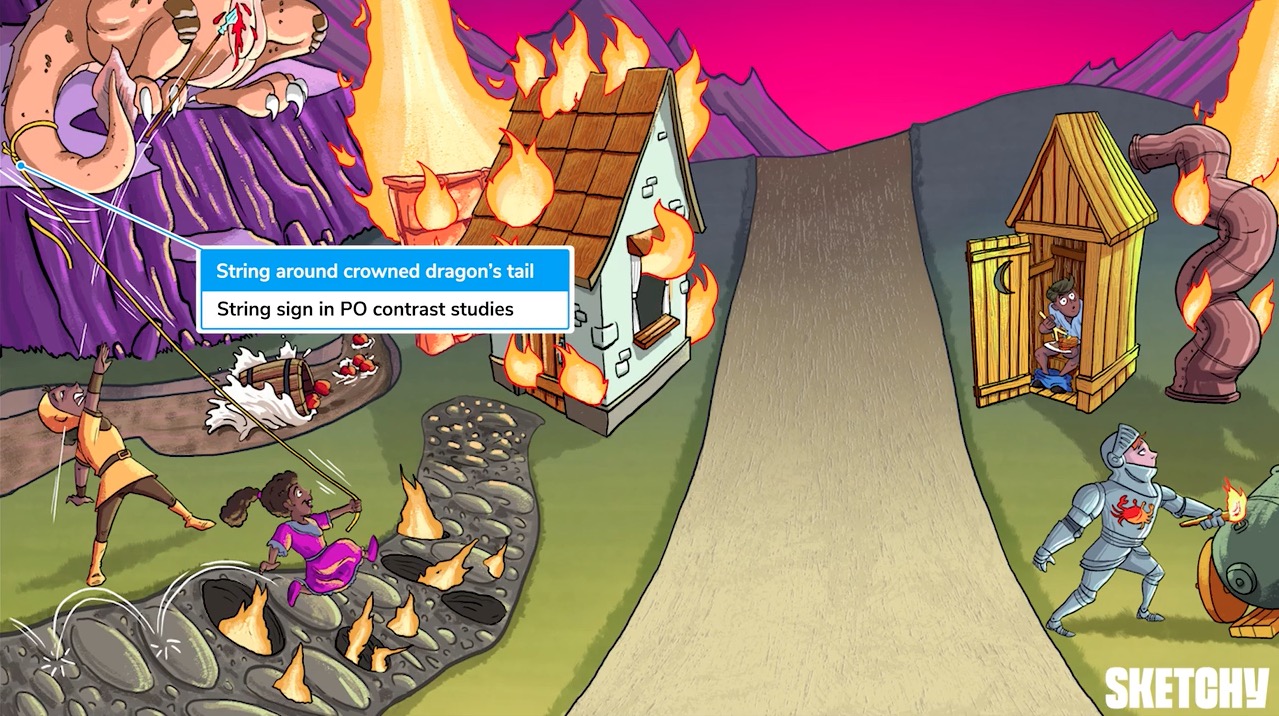 String around crowned dragon's tail
String sign in PO contrast studies
SKETCHY